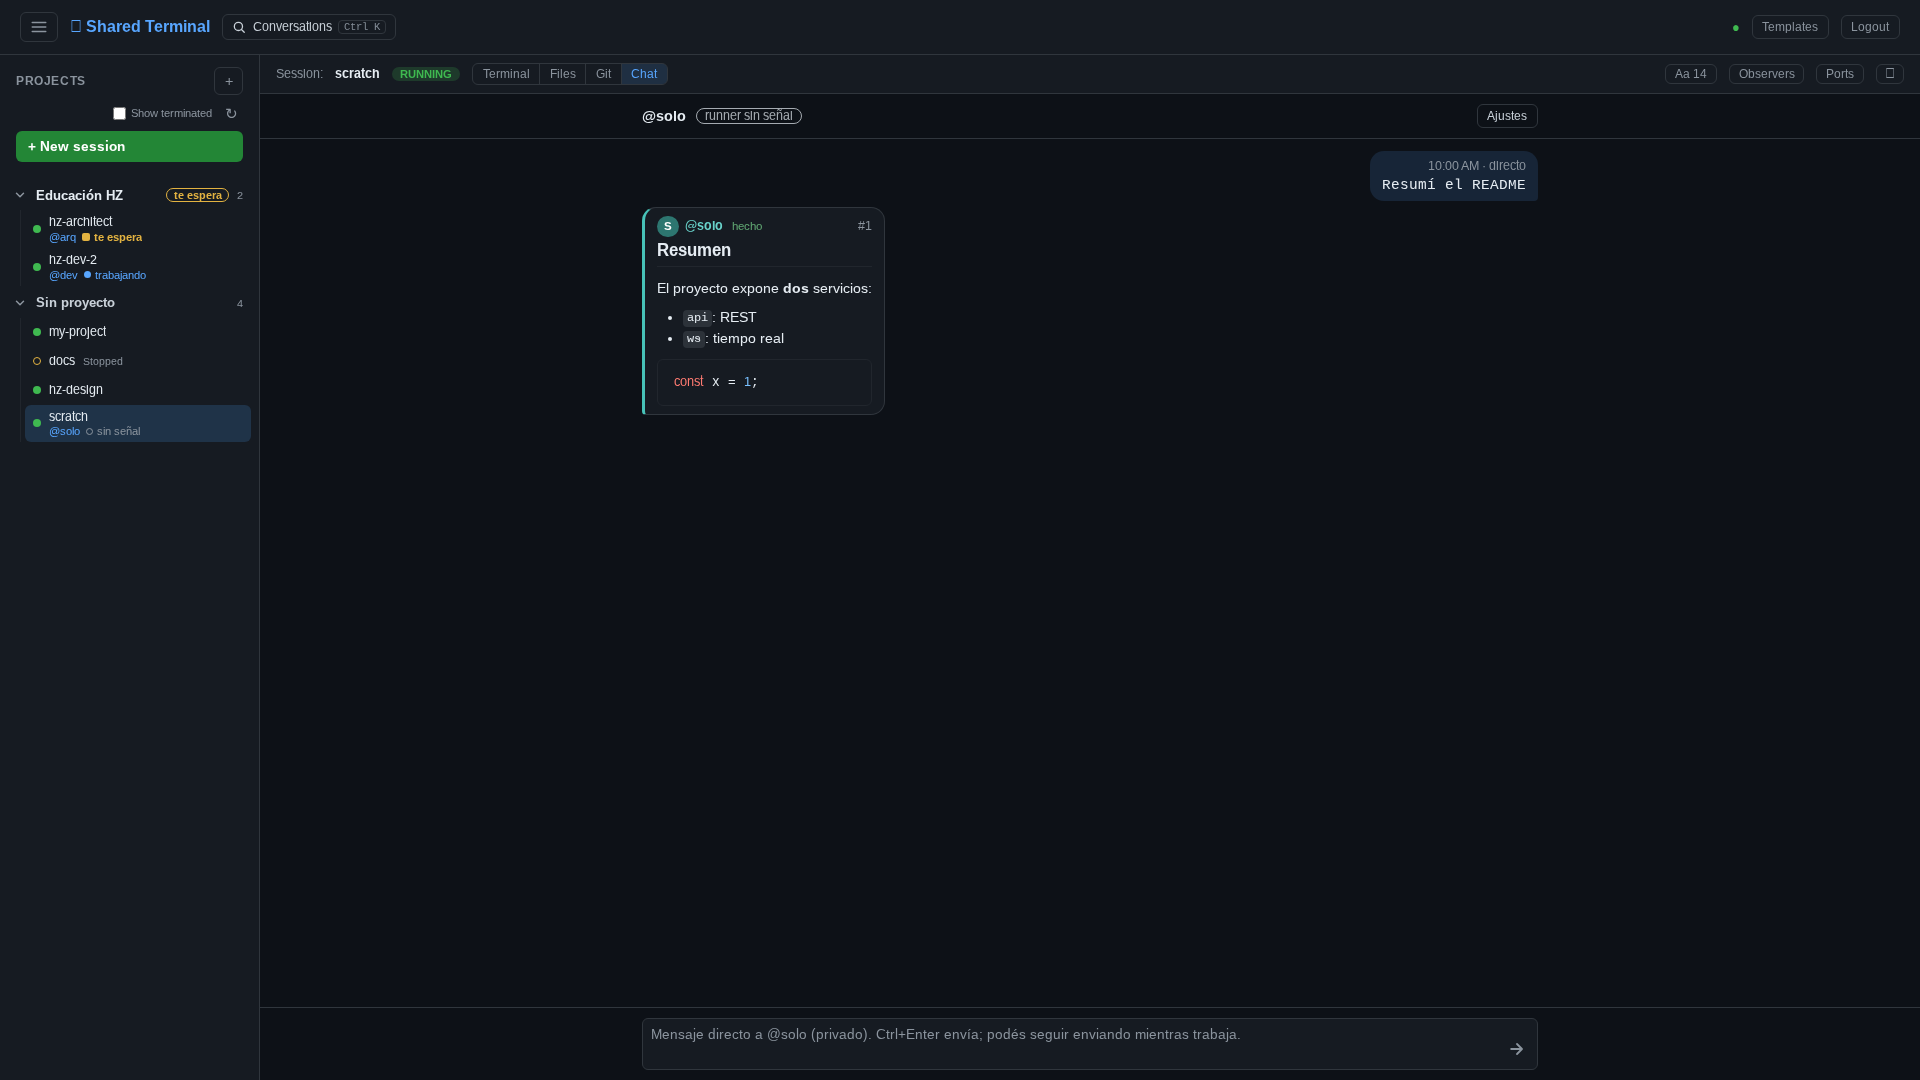 Shared Terminal
Conversations Ctrl K
Templates
Logout
PROJECTS
+
Show terminated
+ New session
Educación HZ te espera 2
hz-architect
@arq te espera
hz-dev-2
@dev trabajando
Sin proyecto 4
my-project
docs Stopped
hz-design
scratch
@solo sin señal
Session: scratch RUNNING Terminal Files Git Chat
Aa 14 Observers Ports
@solo runner sin señal
Ajustes
10:00 AM · directo
Resumí el README
S @solo hecho #1
Resumen
El proyecto expone dos servicios:
• api: REST
• ws: tiempo real
const x = 1;
Mensaje directo a @solo (privado). Ctrl+Enter envía; podés seguir enviando mientras trabaja.